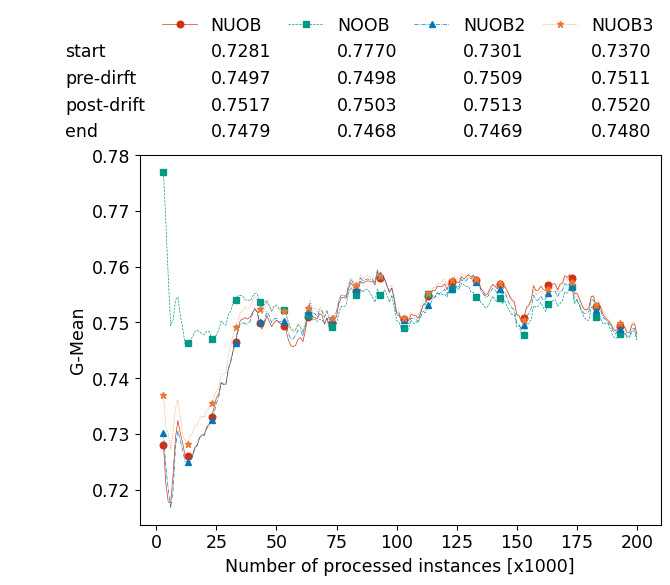 NUOB NOOB NUOB2 NUOB3
start 0.7281 0.7770 0.7301 0.7370
pre-dirft 0.7497 0.7498 0.7509 0.7511
post-drift 0.7517 0.7503 0.7513 0.7520
end 0.7479 0.7468 0.7469 0.7480
0.78
0.77
0.76
0.75
0.74
0.73
0.72
G-Mean
0 25 50 75 100 125 150 175 200
Number of processed instances [x1000]